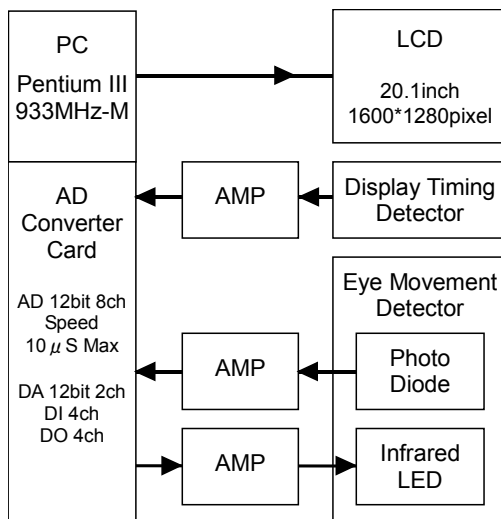 PC
Pentium III
933MHz-M
LCD
20.1inch
1600*1280pixel
AD
Converter
Card
AD 12bit 8ch
Speed
10 μ S Max
DA 12bit 2ch
DI 4ch
DO 4ch
AMP
Display Timing
Detector
Eye Movement
Detector
AMP
Photo
Diode
AMP
Infrared
LED